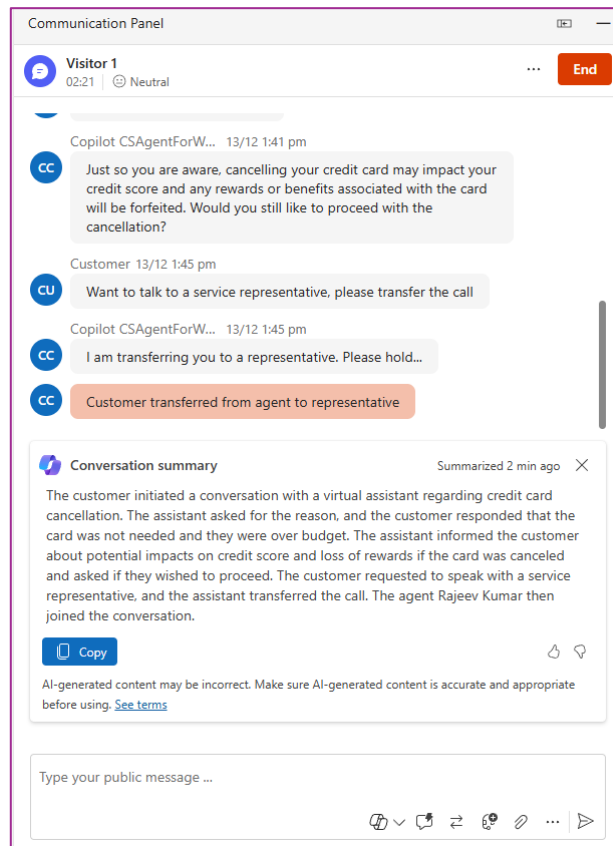 Communication Panel
Visitor 1
02:21 Neutral
End
Copilot CSAgentForW... 13/12 1:41 pm
CC
Just so you are aware, cancelling your credit card may impact your
credit score and any rewards or benefits associated with the card
will be forfeited. Would you still like to proceed with the
cancellation?
Customer 13/12 1:45 pm
CU
Want to talk to a service representative, please transfer the call
Copilot CSAgentForW... 13/12 1:45 pm
CC
I am transferring you to a representative. Please hold...
CC
Customer transferred from agent to representative
Conversation summary
Summarized 2 min ago
The customer initiated a conversation with a virtual assistant regarding credit card
cancellation. The assistant asked for the reason, and the customer responded that the
card was not needed and they were over budget. The assistant informed the customer
about potential impacts on credit score and loss of rewards if the card was canceled
and asked if they wished to proceed. The customer requested to speak with a service
representative, and the assistant transferred the call. The agent Rajeev Kumar then
joined the conversation.
Copy
AI-generated content may be incorrect. Make sure AI-generated content is accurate and appropriate
before using. See terms
Type your public message ...